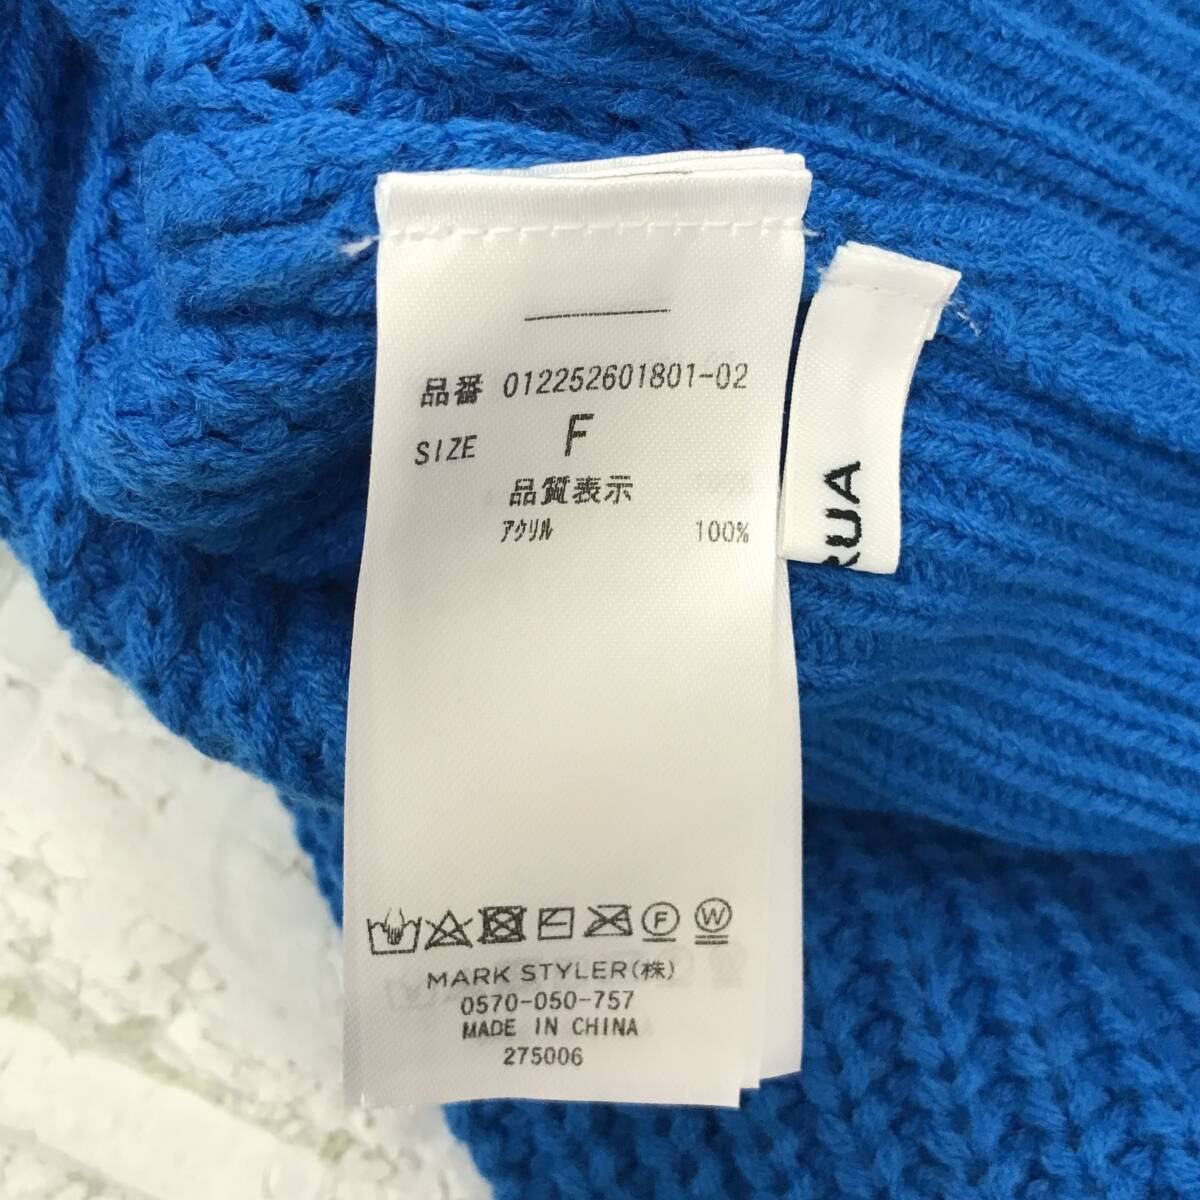 品番 012252601801-02
SIZE F
品質表示
アクリル 100%
RUA
F W
MARK STYLER(株)
0570-050-757
MADE IN CHINA
275006